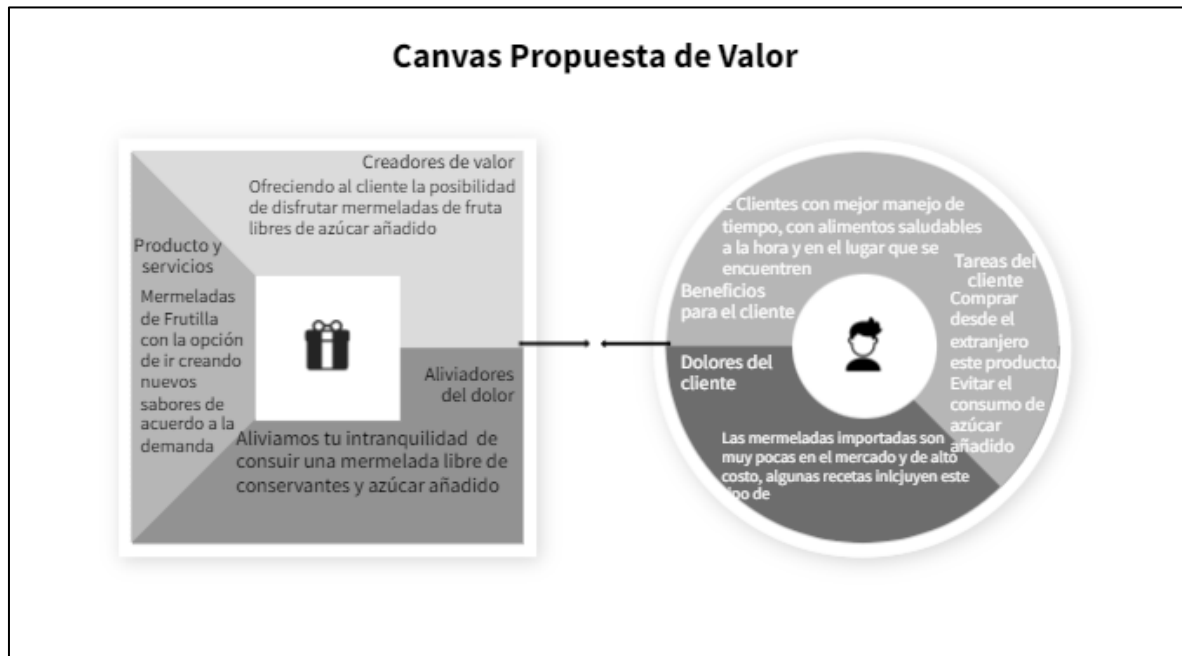 Canvas Propuesta de Valor
Creadores de valor
Ofreciendo al cliente la posibilidad
de disfrutar mermeladas de fruta
libres de azúcar añadido
Producto y
servicios
Mermeladas
de Frutilla
con la opción
de ir creando
nuevos
sabores de
acuerdo a la
demanda
Aliviadores
del dolor
Aliviamos tu intranquilidad de
consuir una mermelada libre de
conservantes y azúcar añadido
Clientes con mejor manejo de
tiempo, con alimentos saludables
a la hora y en el lugar que se
encuentren
Beneficios
para el cliente
Tareas del
cliente
Comprar
desde el
extranjero
este producto.
Evitar el
consumo de
azúcar
añadido
Dolores del
cliente
Las mermeladas importadas son
muy pocas en el mercado y de alto
costo, algunas recetas inicjuyen este
de